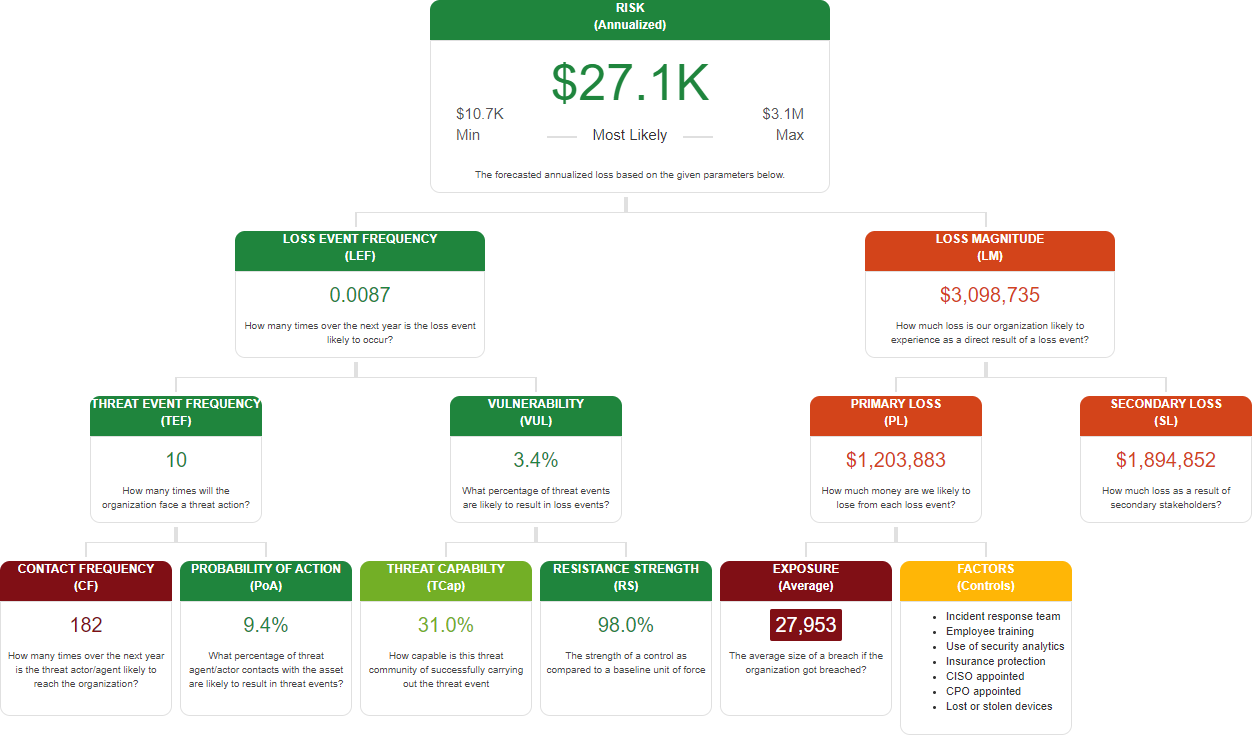 RISK
(Annualized)
$27.1K
$10.7K
$3.1M
Min
Most Likely
Max
The forecasted annualized loss based on the given parameters below.
LOSS EVENT FREQUENCY
(LEF)
0.0087
How many times over the next year is the loss event
likely to occur?
LOSS MAGNITUDE
(LM)
$3,098,735
How much loss is our organization likely to
experience as a direct result of a loss event?
THREAT EVENT FREQUENCY
(TEF)
10
How many times will the
organization face a threat action?
VULNERABILITY
(VUL)
3.4%
What percentage of threat events
are likely to result in loss events?
PRIMARY LOSS
(PL)
$1,203,883
How much money are we likely to
lose from each loss event?
SECONDARY LOSS
(SL)
$1,894,852
How much loss as a result of
secondary stakeholders?
CONTACT FREQUENCY
(CF)
182
How many times over the next year
is the threat actor/agent likely to
reach the organization?
PROBABILITY OF ACTION
(PoA)
9.4%
What percentage of threat
agent/actor contacts with the asset
are likely to result in threat events?
THREAT CAPABILTY
(TCap)
31.0%
How capable is this threat
community of successfully carrying
out the threat event
RESISTANCE STRENGTH
(RS)
98.0%
The strength of a control as
compared to a baseline unit of force
EXPOSURE
(Average)
27,953
The average size of a breach if the
organization got breached?
FACTORS
(Controls)
• Incident response team
• Employee training
• Use of security analytics
• Insurance protection
• CISO appointed
• CPO appointed
• Lost or stolen devices